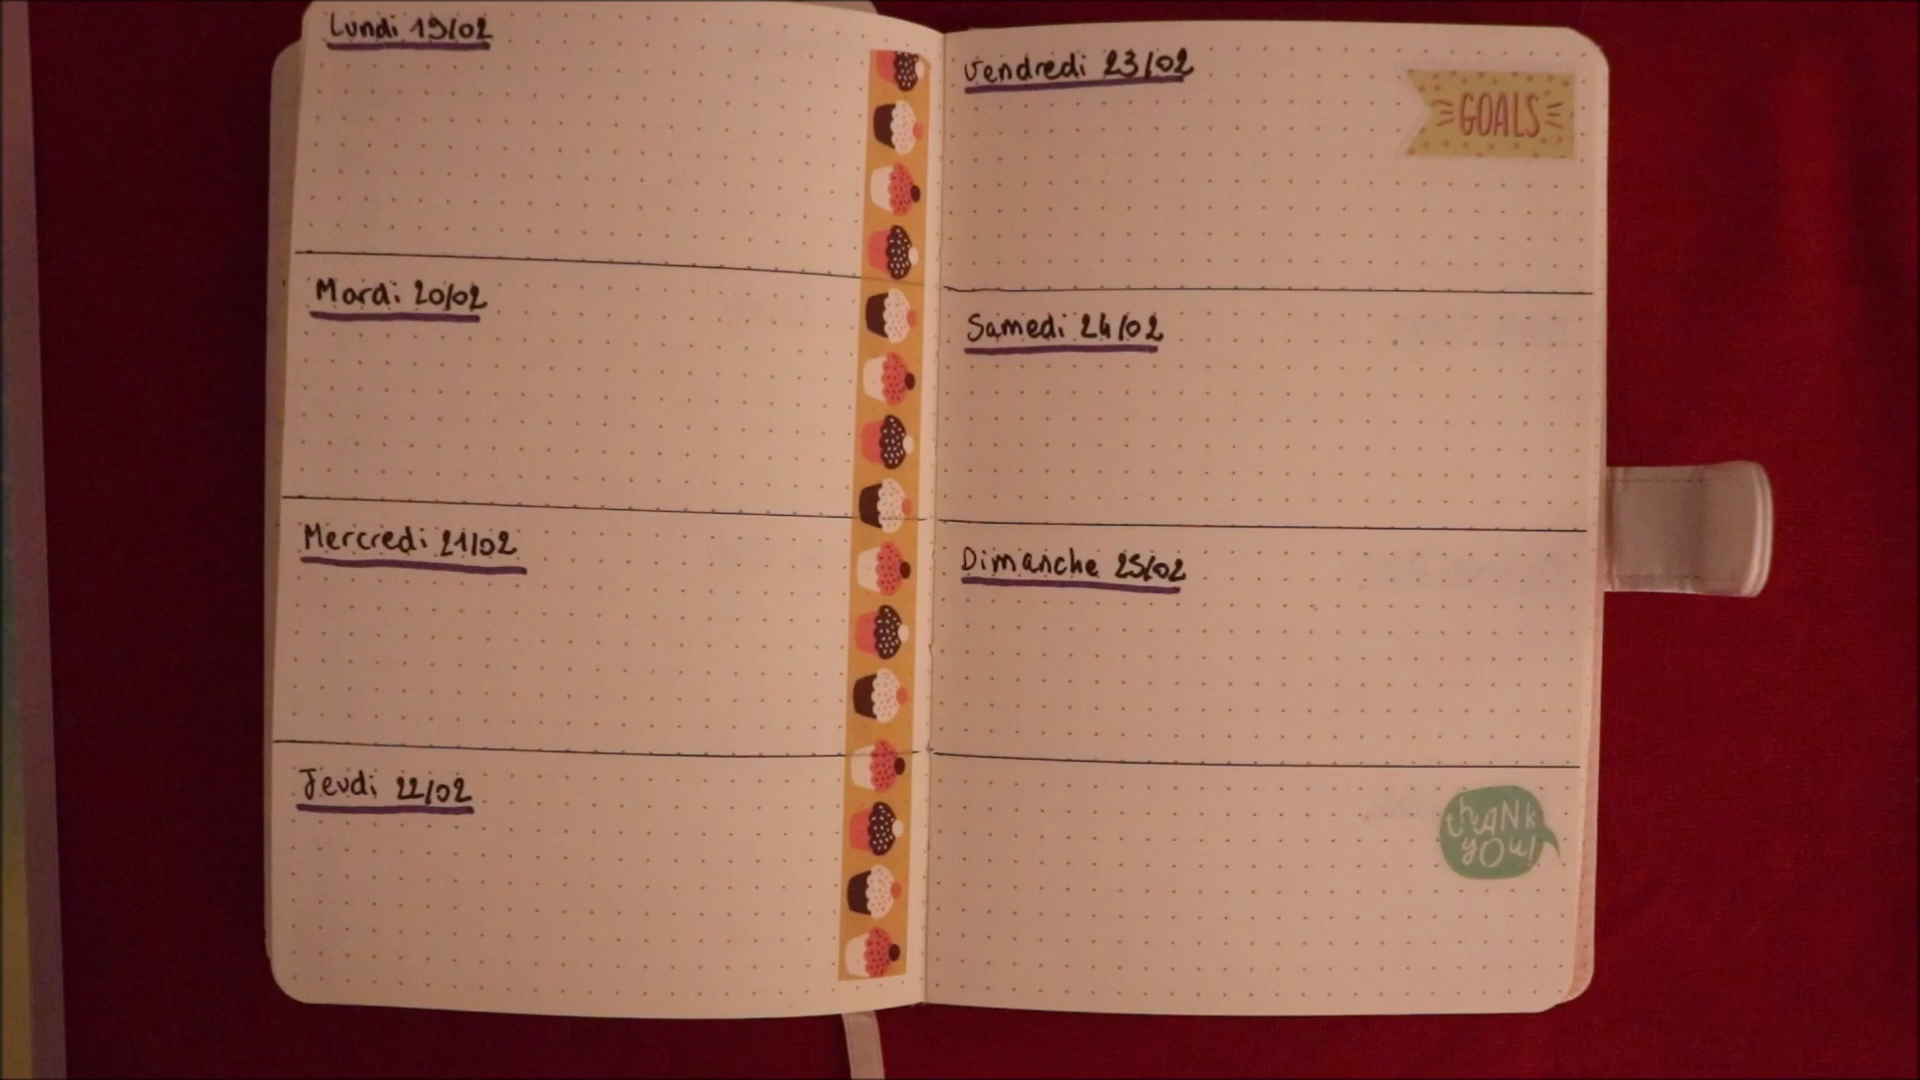 Lundi 19/02
Mardi 20/02
Mercredi 21/02
Jeudi 22/02
Vendredi 23/02
GOALS
Samedi 24/02
Dimanche 25/02
thANk
yOu!